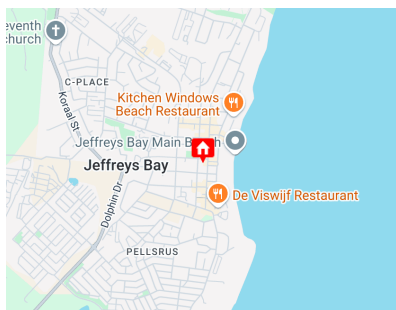 eventh
church
C-PLACE
Koraal St
Kitchen Windows
Beach Restaurant
Jeffreys Bay Main Beach
Jeffreys Bay
Dolphin Dr
De Viswijf Restaurant
PELLSRUS